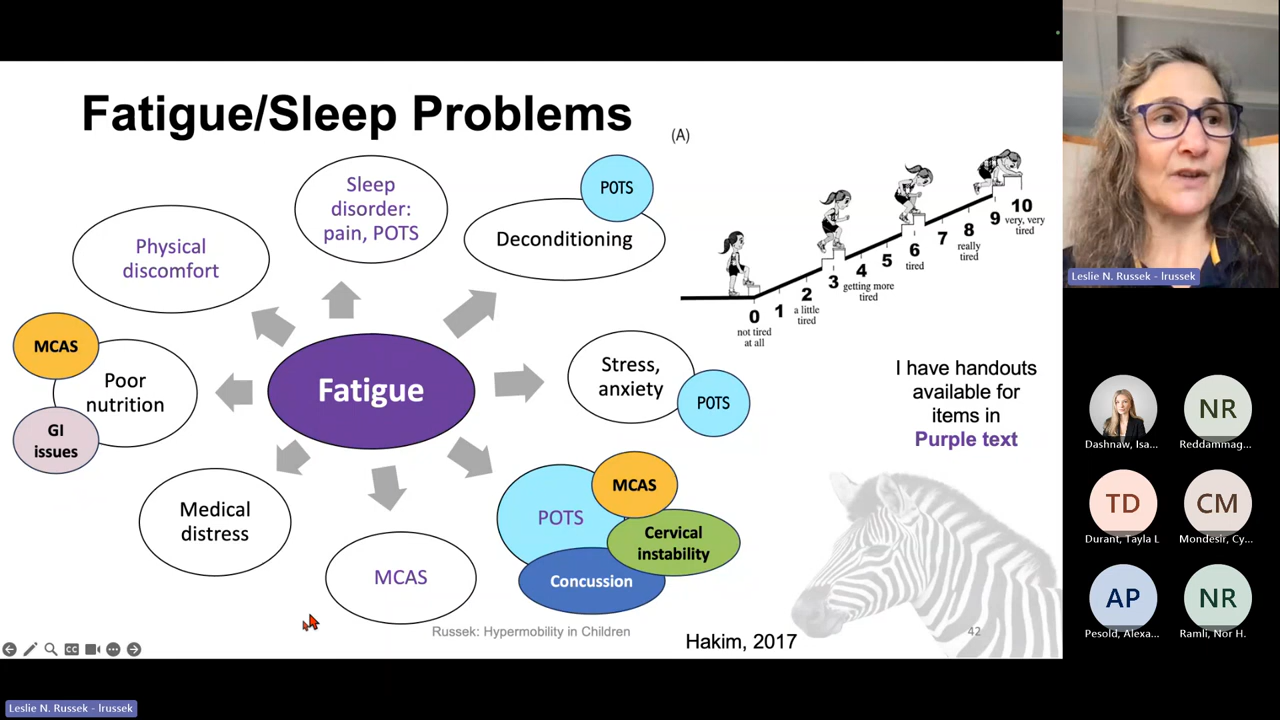 Fatigue/Sleep Problems
Sleep
disorder:
pain, POTS
POTS
Deconditioning
Physical
discomfort
MCAS
Poor
nutrition
GI
issues
Fatigue
Stress,
anxiety
POTS
Medical
distress
MCAS
POTS
MCAS
Cervical
instability
Concussion
(A)
0
not tired
at all
1
2
a little
tired
3
4
getting more
tired
5
6
tired
7
8
really
tired
9
10
very, very
tired
I have handouts
available for
items in
Purple text
Russek: Hypermobility in Children
Hakim, 2017
42
CC
Leslie N. Russek - lrussek
NR
Dashnaw, Isa...
Reddammag...
TD
CM
Durant, Tayla L
Mondesir, Cy...
AP
NR
Pesold, Alexa...
Ramli, Nor H.
Leslie N. Russek - lrussek